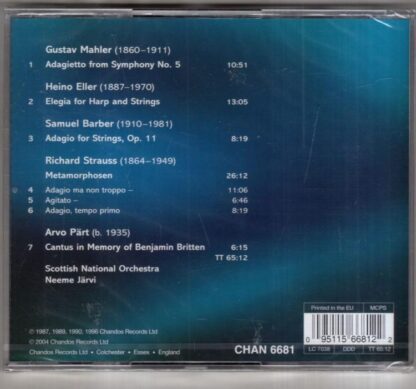 Gustav Mahler (1860–1911)
1 Adagietto from Symphony No. 5 10:51
Heino Eller (1887–1970)
2 Elegia for Harp and Strings 13:05
Samuel Barber (1910–1981)
3 Adagio for Strings, Op. 11 8:19
Richard Strauss (1864–1949)
Metamorphosen 26:12
4 Adagio ma non troppo – 11:06
5 Agitato – 6:46
6 Adagio, tempo primo 8:19
Arvo Pärt (b. 1935)
7 Cantus in Memory of Benjamin Britten 6:15
TT 65:12
Scottish National Orchestra
Neeme Järvi
℗ 1987, 1989, 1990, 1996 Chandos Records Ltd
© 2004 Chandos Records Ltd
Chandos Records Ltd • Colchester • Essex • England
CHAN 6681
Printed in the EU MCPS
0 95115 66812 2
LC 7038 DDD TT 65:12